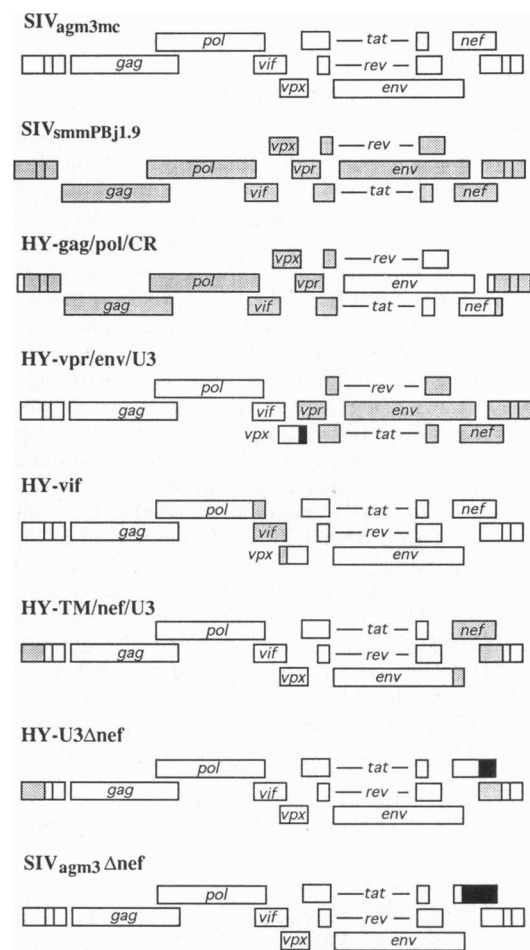 SIVagm3mc
pol tat nef
gag vif rev
vpx env
SIVsmmPBj1.9
vpx rev
pol vpr env
gag vif tat nef
HY-gag/pol/CR
vpx rev
pol vpr env
gag vif tat nef
HY-vpr/env/U3
pol rev
gag vif vpr env
vpx tat nef
HY-vif
pol tat nef
gag vif rev
vpx env
HY-TM/nef/U3
pol tat nef
gag vif rev
vpx env
HY-U3Δnef
pol tat
gag vif rev
vpx env
SIVagm3 Δnef
pol tat
gag vif rev
vpx env